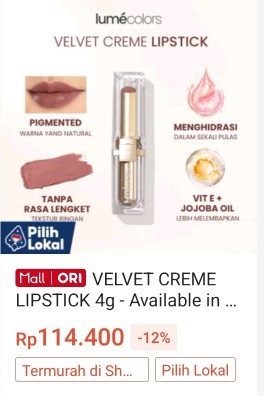 lumécolors
VELVET CREME LIPSTICK
PIGMENTED
WARNA YANG NATURAL
MENGHIDRASI
DALAM SEKALI PULAS
TANPA
RASA LENGKET
TEKSTUR RINGAN
VIT E +
JOJOBA OIL
LEBIH MELEMBAPKAN
Pilih
Lokal
Mall | ORI VELVET CREME
LIPSTICK 4g - Available in ...
Rp114.400 -12%
Termurah di Sh... Pilih Lokal